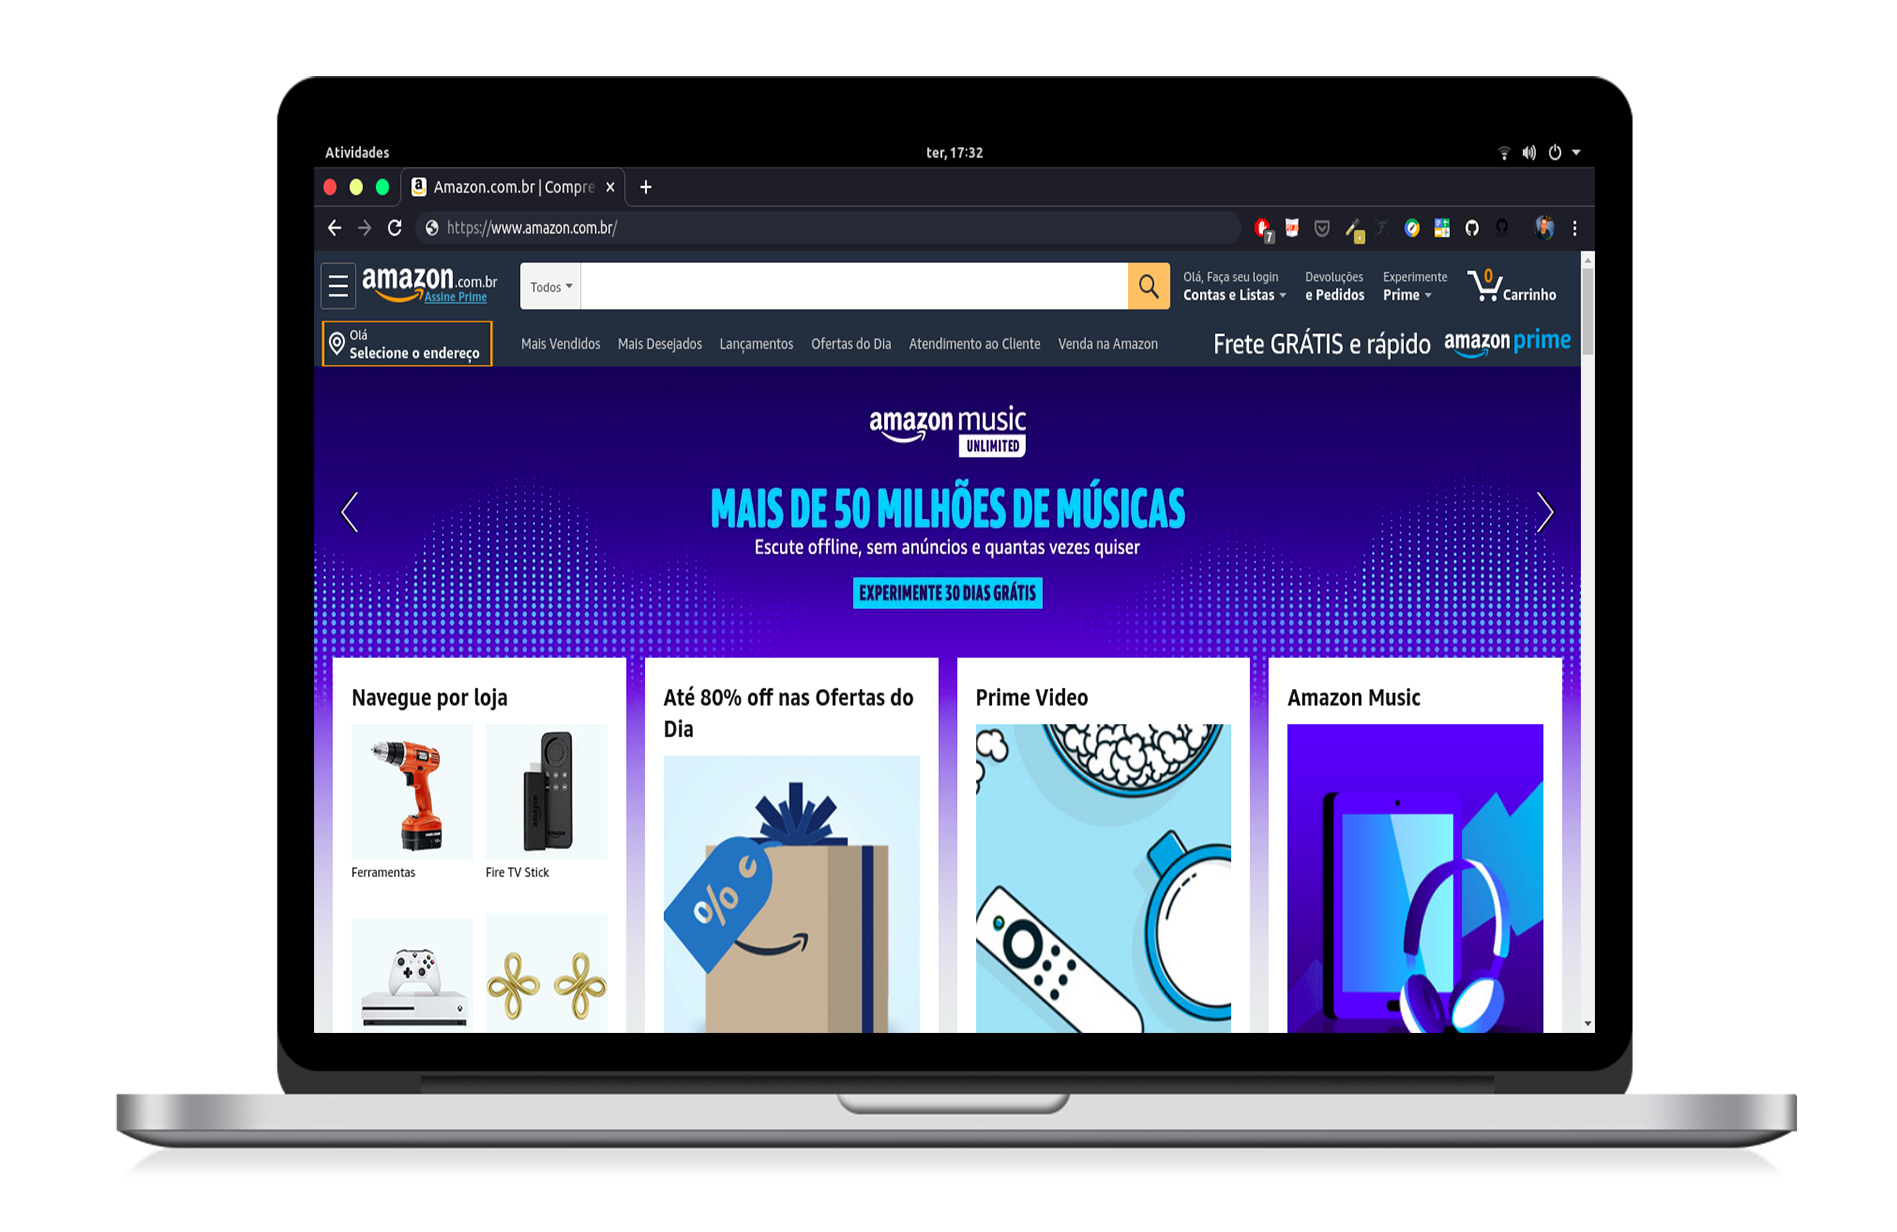 Atividades
ter, 17:32
Amazon.com.br | Compre
https://www.amazon.com.br/
7
amazon.com.br
Assine Prime
Todos
Olá, Faça seu login
Contas e Listas
Devoluções
e Pedidos
Experimente
Prime
0
Carrinho
Olá
Selecione o endereço
Mais Vendidos
Mais Desejados
Lançamentos
Ofertas do Dia
Atendimento ao Cliente
Venda na Amazon
Frete GRÁTIS e rápido
amazon prime
amazon music
UNLIMITED
MAIS DE 50 MILHÕES DE MÚSICAS
Escute offline, sem anúncios e quantas vezes quiser
EXPERIMENTE 30 DIAS GRÁTIS
Navegue por loja
Até 80% off nas Ofertas do
Dia
Prime Video
Amazon Music
amazon
amazon
%
Ferramentas
Fire TV Stick